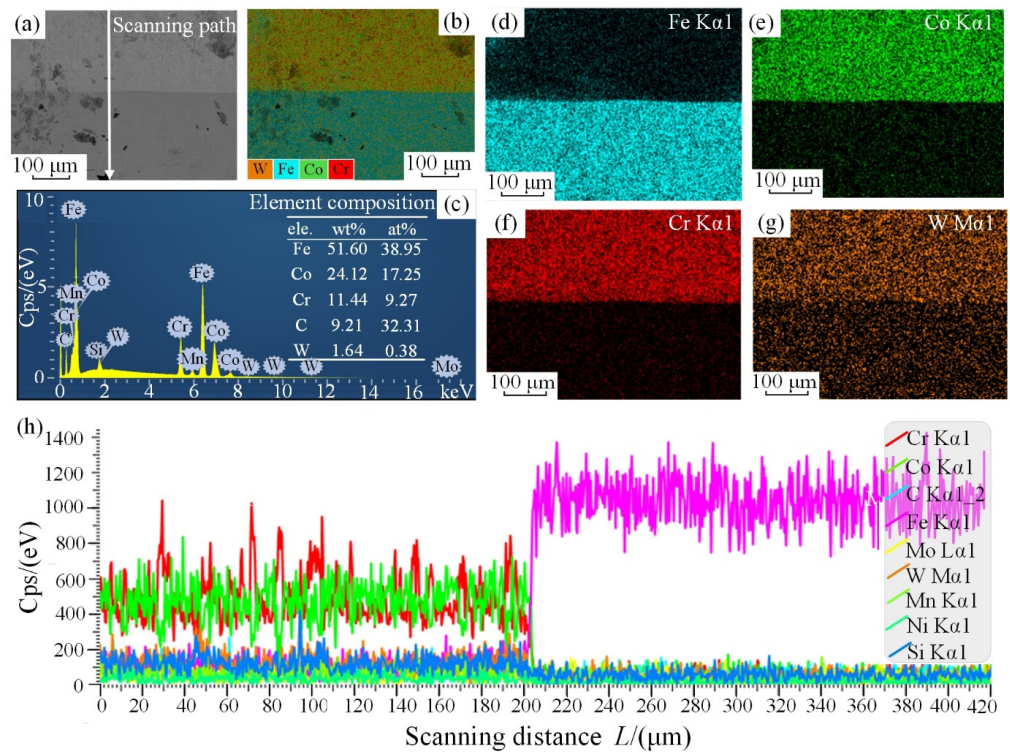 (a)
Scanning path
100 μm
(b)
W Fe Co Cr
100 μm
(c)
Element composition
ele. wt% at%
Fe 51.60 38.95
Co 24.12 17.25
Cr 11.44 9.27
C 9.21 32.31
W 1.64 0.38
Cps/(eV)
10
5
0
Fe
Co
Mn
Cr
C
Si
W
Cr
Mn
Fe
Co
Co
W
W
W
Mo
0 2 4 6 8 10 12 14 16 keV
(d)
Fe Kα1
100 μm
(e)
Co Kα1
100 μm
(f)
Cr Kα1
100 μm
(g)
W Mα1
100 μm
(h)
Cps/(eV)
1400
1200
1000
800
600
400
200
0
0 20 40 60 80 100 120 140 160 180 200 220 240 260 280 300 320 340 360 380 400 420
Scanning distance L/(μm)
Cr Kα1
Co Kα1
C Kα1_2
Fe Kα1
Mo Lα1
W Mα1
Mn Kα1
Ni Kα1
Si Kα1